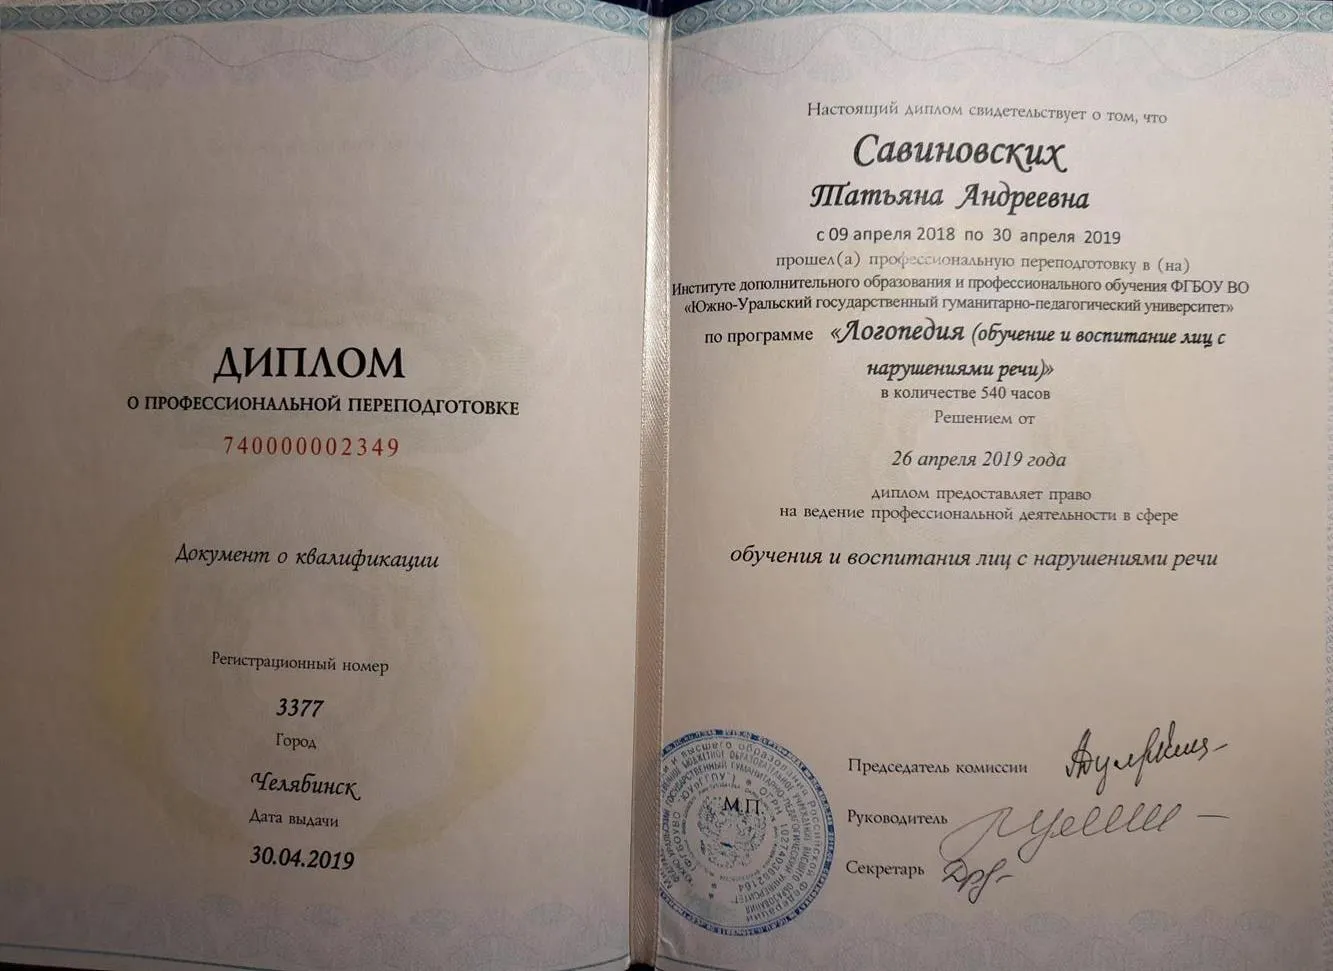 ДИПЛОМ
О ПРОФЕССИОНАЛЬНОЙ ПЕРЕПОДГОТОВКЕ
740000002349
Документ о квалификации
Регистрационный номер
3377
Город
Челябинск
Дата выдачи
30.04.2019
Настоящий диплом свидетельствует о том, что
Савиновских
Татьяна Андреевна
с 09 апреля 2018 по 30 апреля 2019
прошел(а) профессиональную переподготовку в (на)
Институте дополнительного образования и профессионального обучения ФГБОУ ВО
«Южно-Уральский государственный гуманитарно-педагогический университет»
по программе «Логопедия (обучение и воспитание лиц с
нарушениями речи)»
в количестве 540 часов
Решением от
26 апреля 2019 года
диплом предоставляет право
на ведение профессиональной деятельности в сфере
обучения и воспитания лиц с нарушениями речи
М.П.
Председатель комиссии
Руководитель
Секретарь